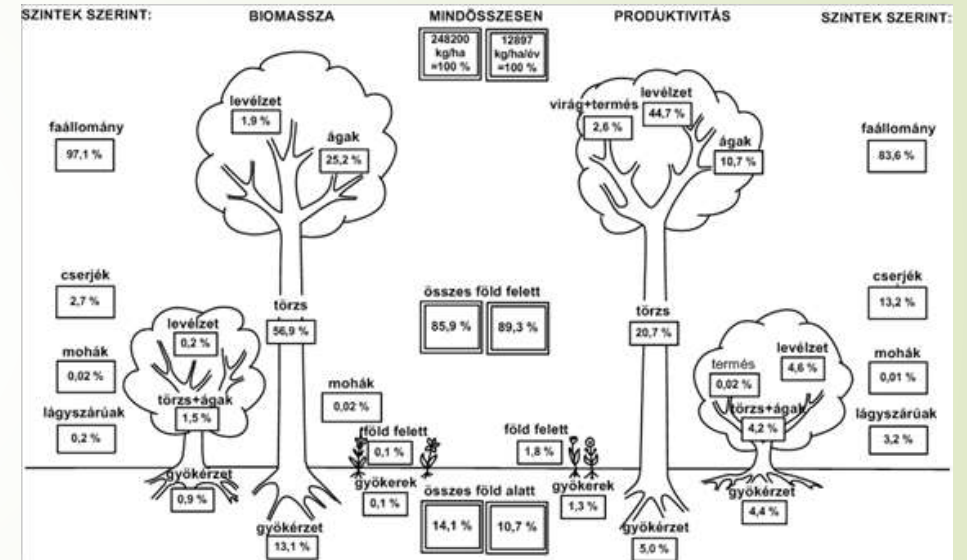 SZINTEK SZERINT:
BIOMASSZA
MINDÖSSZESEN
PRODUKTIVITÁS
SZINTEK SZERINT:
248200
kg/ha
=100 %
12897
kg/ha/év
=100 %
faállomány
97,1 %
levélzet
1,9 %
ágak
25,2 %
virág+termés
2,6 %
levélzet
44,7 %
ágak
10,7 %
faállomány
83,6 %
cserjék
2,7 %
törzs
56,9 %
összes föld felett
85,9 %
89,3 %
törzs
20,7 %
cserjék
13,2 %
levélzet
0,2 %
törzs+ágak
1,5 %
mohák
0,02 %
lágyszárúak
0,2 %
mohák
0,02 %
föld felett
0,1 %
föld felett
1,8 %
termés
0,02 %
levélzet
4,6 %
törzs+ágak
4,2 %
mohák
0,01 %
lágyszárúak
3,2 %
gyökérzet
0,9 %
gyökérzet
13,1 %
gyökerek
0,1 %
összes föld alatt
14,1 %
10,7 %
gyökerek
1,3 %
gyökérzet
5,0 %
gyökérzet
4,4 %